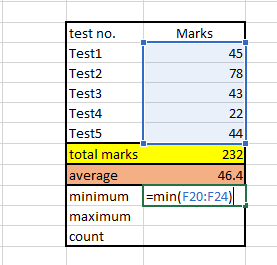 test no. Marks
Test1 45
Test2 78
Test3 43
Test4 22
Test5 44
total marks 232
average 46.4
minimum =min(F20:F24)
maximum
count